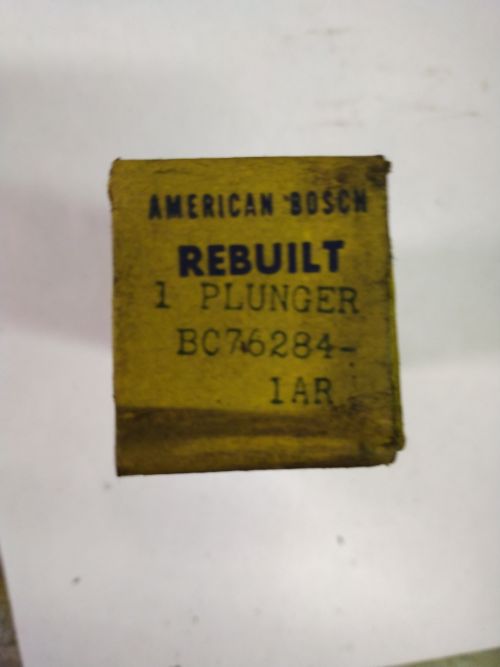 AMERICAN BOSCH
REBUILT
1 PLUNGER
BC76284-
1AR